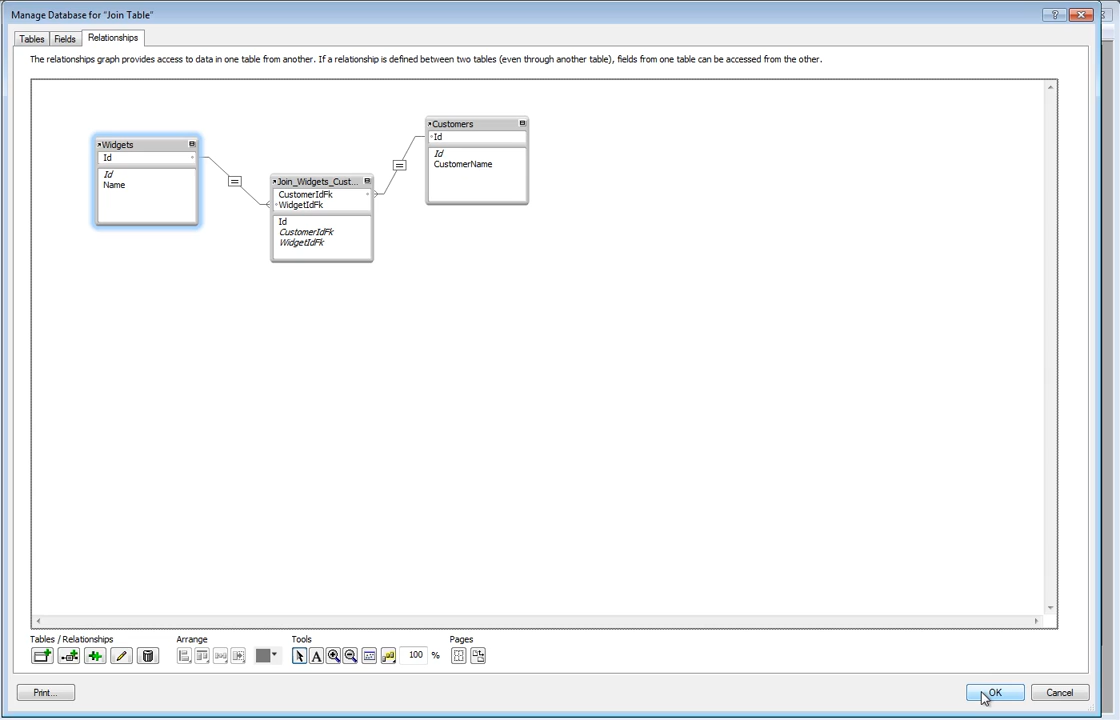 Manage Database for "Join Table"
Tables Fields Relationships
The relationships graph provides access to data in one table from another. If a relationship is defined between two tables (even through another table), fields from one table can be accessed from the other.
Widgets
Id
Id
Name
Join_Widgets_Cust...
CustomerIdFk
WidgetIdFk
Id
CustomerIdFk
WidgetIdFk
Customers
Id
Id
CustomerName
Tables / Relationships Arrange Tools Pages
A 100 %
Print... OK Cancel